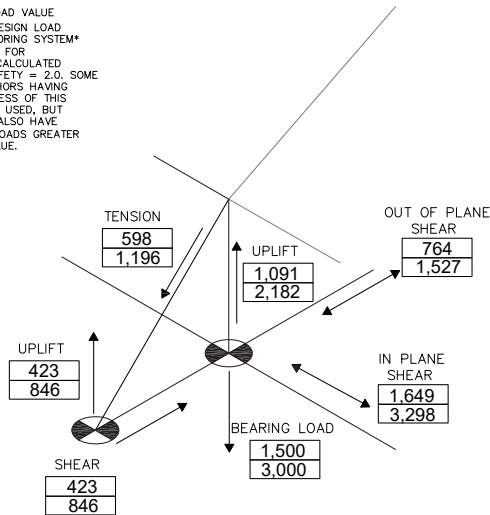 OAD VALUE
ESIGN LOAD
ORING SYSTEM*
FOR
CALCULATED
FETY = 2.0. SOME
HORS HAVING
ESS OF THIS
USED, BUT
ALSO HAVE
OADS GREATER
UE.
TENSION
598
1,196
UPLIFT
1,091
2,182
OUT OF PLANE
SHEAR
764
1,527
UPLIFT
423
846
IN PLANE
SHEAR
1,649
3,298
BEARING LOAD
1,500
3,000
SHEAR
423
846